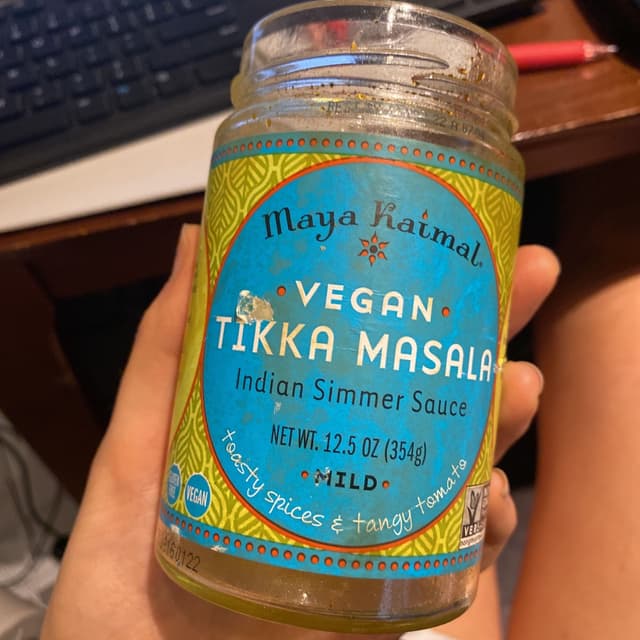 Maya Kaimal
VEGAN
TIKKA MASALA
Indian Simmer Sauce
NET WT. 12.5 OZ (354g)
MILD
toasty spices & tangy tomato
VEGAN